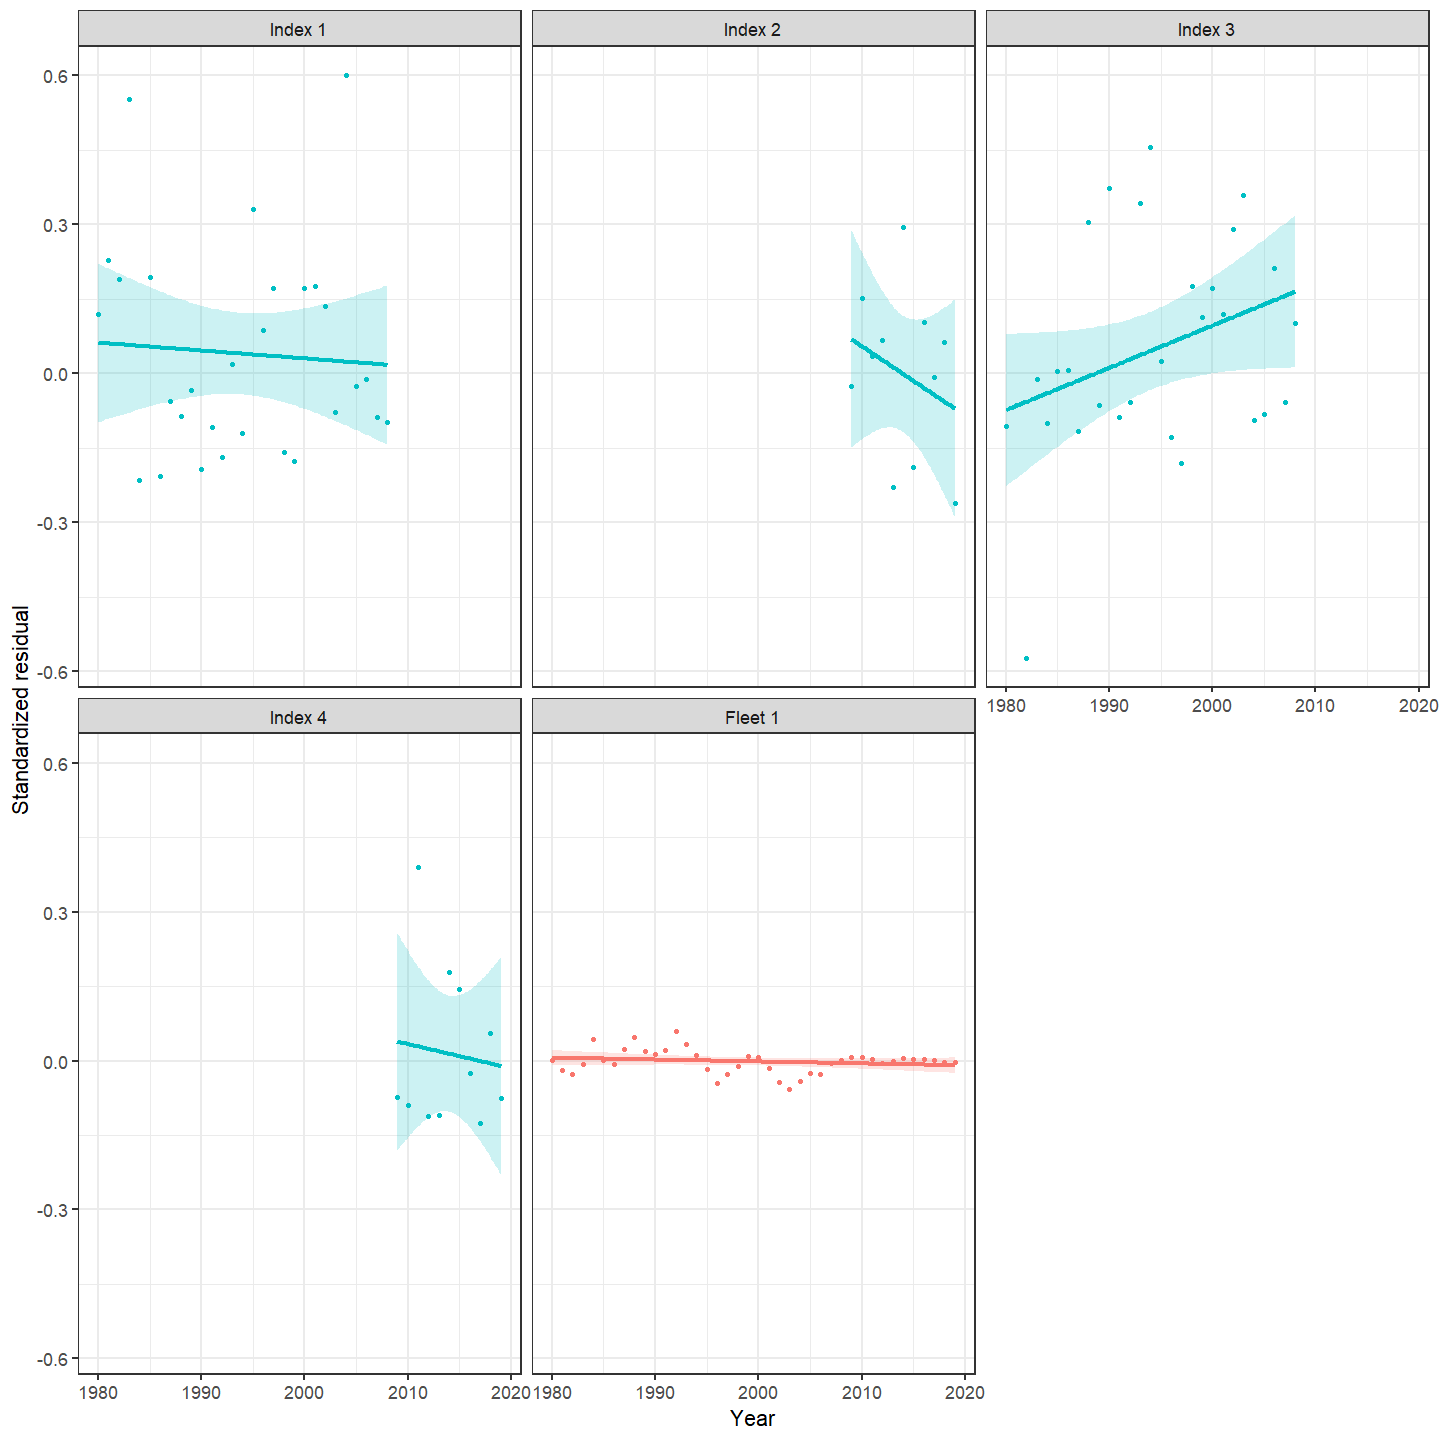 Index 1
Index 2
Index 3
0.6
0.3
0.0
-0.3
-0.6
1980 1990 2000 2010 2020
Standardized residual
Index 4
Fleet 1
0.6
0.3
0.0
-0.3
-0.6
1980 1990 2000 2010 2020
1980 1990 2000 2010 2020
Year